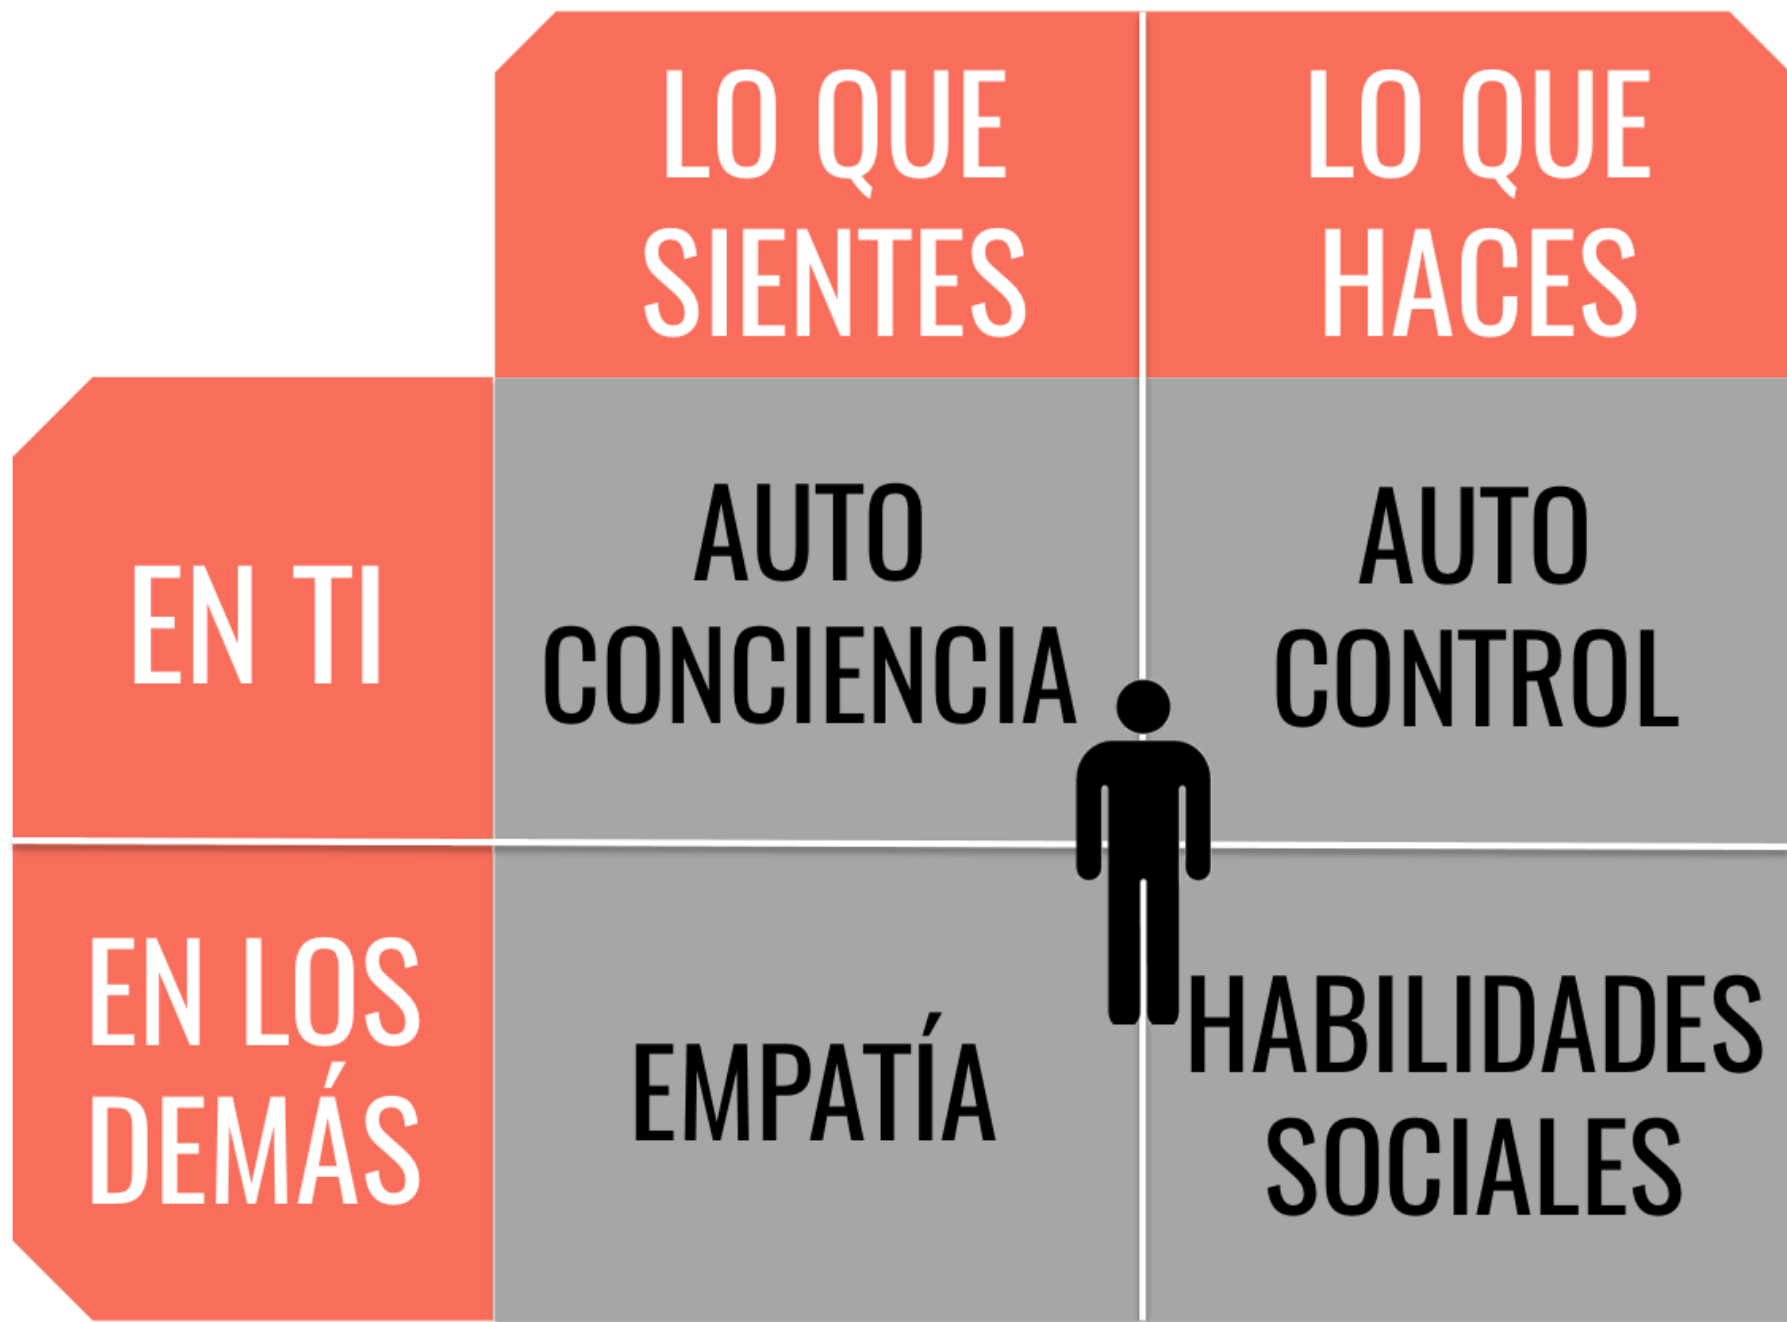 LO QUE
SIENTES
LO QUE
HACES
EN TI
AUTO
CONCIENCIA
AUTO
CONTROL
EN LOS
DEMÁS
EMPATÍA
HABILIDADES
SOCIALES